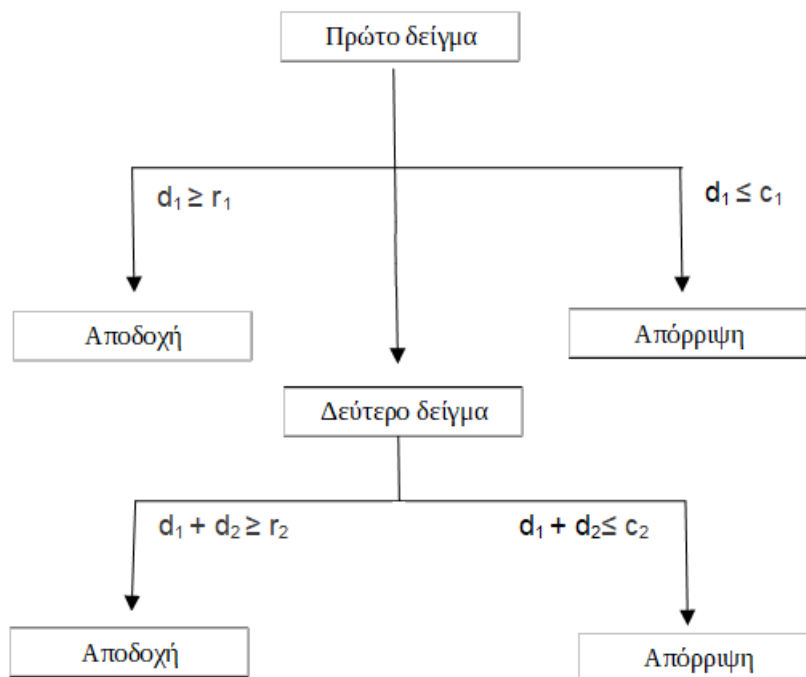 Πρώτο δείγμα
d₁ ≥ r₁
d₁ ≤ c₁
Αποδοχή
Απόρριψη
Δεύτερο δείγμα
d₁ + d₂ ≥ r₂
d₁ + d₂≤ c₂
Αποδοχή
Απόρριψη